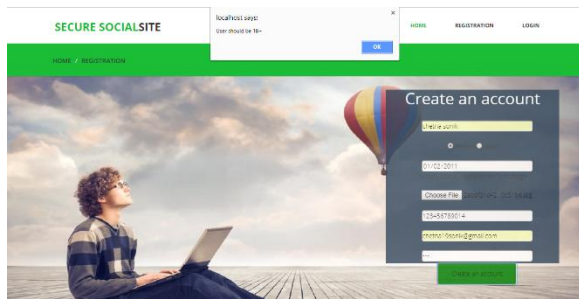 SECURE SOCIALSITE
localhost says:
User should be 18+
OK
HOME
REGISTRATION
LOGIN
HOME / REGISTRATION
Create an account
01/02/2011
Choose File
123456789014
Create an account